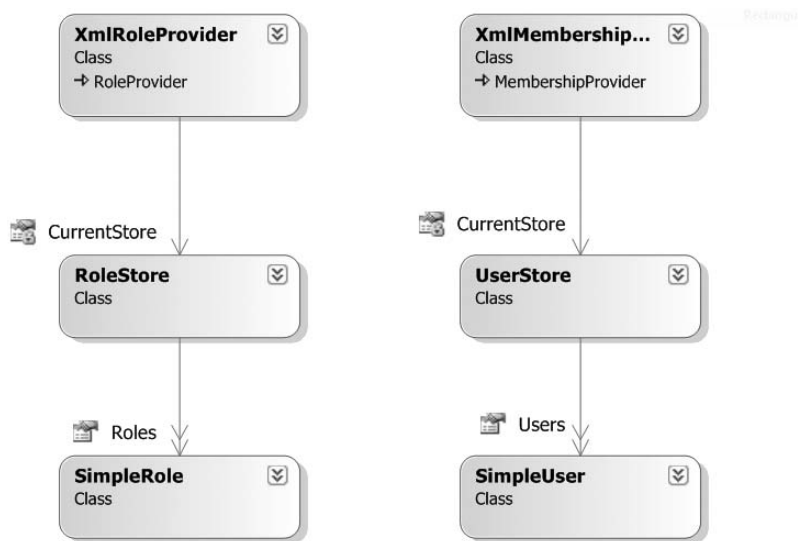 XmlRoleProvider
Class
RoleProvider
CurrentStore
RoleStore
Class
Roles
SimpleRole
Class
XmlMembership...
Class
MembershipProvider
CurrentStore
UserStore
Class
Users
SimpleUser
Class